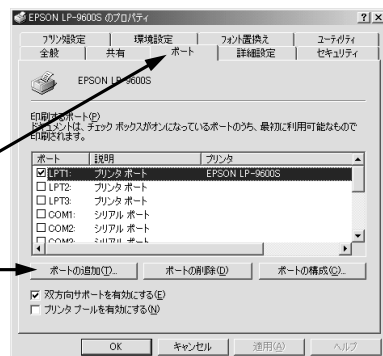 EPSON LP-9600S のプロパティ
プリンタ設定 環境設定 フォント置換え ユーティリティ
全般 共有 ポート 詳細設定 セキュリティ
EPSON LP-9600S
印刷するポート(P)
ドキュメントは、チェック ボックスがオンになっているポートのうち、最初に利用可能なもので
印刷されます。
ポート 説明 プリンタ
LPT1: プリンタ ポート EPSON LP-9600S
LPT2: プリンタ ポート
LPT3: プリンタ ポート
COM1: シリアル ポート
COM2: シリアル ポート
COM3: シリアル ポート
ポートの追加(T)... ポートの削除(D) ポートの構成(C)...
双方向サポートを有効にする(E)
プリンタ プールを有効にする(N)
OK キャンセル 適用(A) ヘルプ